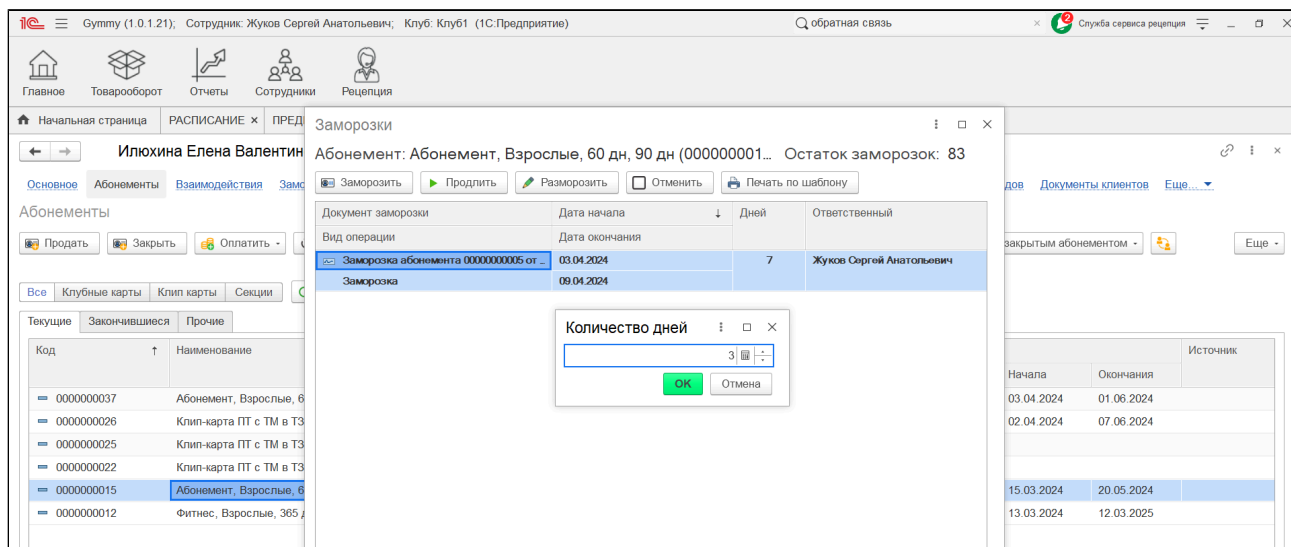 Gymmy (1.0.1.21); Сотрудник: Жуков Сергей Анатольевич; Клуб: Клуб1 (1С:Предприятие) обратная связь 2 Служба сервиса рецепция
Главное Товарооборот Отчеты Сотрудники Рецепция
Начальная страница РАСПИСАНИЕ × ПРЕД
Заморозки
Илюхина Елена Валентин
Абонемент: Абонемент, Взрослые, 60 дн, 90 дн (000000001... Остаток заморозок: 83
Основное Абонементы Взаимодействия Замо
Заморозить Продлить Разморозить Отменить Печать по шаблону
дов Документы клиентов Еще...
Абонементы
Документ заморозки Дата начала ↓ Дней Ответственный
Вид операции Дата окончания
Продать Закрыть Оплатить
закрытым абонементом Еще
Заморозка абонемента 00000000005 от ... 03.04.2024 7 Жуков Сергей Анатольевич
Заморозка 09.04.2024
Все Клубные карты Клип карты Секции
Текущие Закончившиеся Прочие
Количество дней
3
OK Отмена
Код ↑ Наименование Источник
Начала Окончания
0000000037 Абонемент, Взрослые, 6 03.04.2024 01.06.2024
0000000026 Клип-карта ПТ с ТМ в ТЗ 02.04.2024 07.06.2024
0000000025 Клип-карта ПТ с ТМ в ТЗ
0000000022 Клип-карта ПТ с ТМ в ТЗ
0000000015 Абонемент, Взрослые, 6 15.03.2024 20.05.2024
0000000012 Фитнес, Взрослые, 365 13.03.2024 12.03.2025